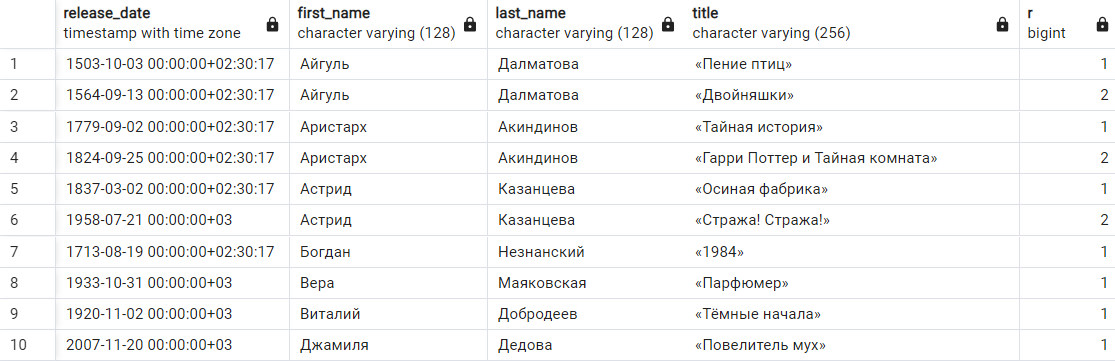 release_date first_name last_name title r
timestamp with time zone character varying (128) character varying (128) character varying (256) bigint
1 1503-10-03 00:00:00+02:30:17 Айгуль Далматова «Пение птиц» 1
2 1564-09-13 00:00:00+02:30:17 Айгуль Далматова «Двойняшки» 2
3 1779-09-02 00:00:00+02:30:17 Аристарх Акиндинов «Тайная история» 1
4 1824-09-25 00:00:00+02:30:17 Аристарх Акиндинов «Гарри Поттер и Тайная комната» 2
5 1837-03-02 00:00:00+02:30:17 Астрид Казанцева «Осиная фабрика» 1
6 1958-07-21 00:00:00+03 Астрид Казанцева «Стража! Стража!» 2
7 1713-08-19 00:00:00+02:30:17 Богдан Незнанский «1984» 1
8 1933-10-31 00:00:00+03 Вера Маяковская «Парфюмер» 1
9 1920-11-02 00:00:00+03 Виталий Добродеев «Тёмные начала» 1
10 2007-11-20 00:00:00+03 Джамиля Дедова «Повелитель мух» 1